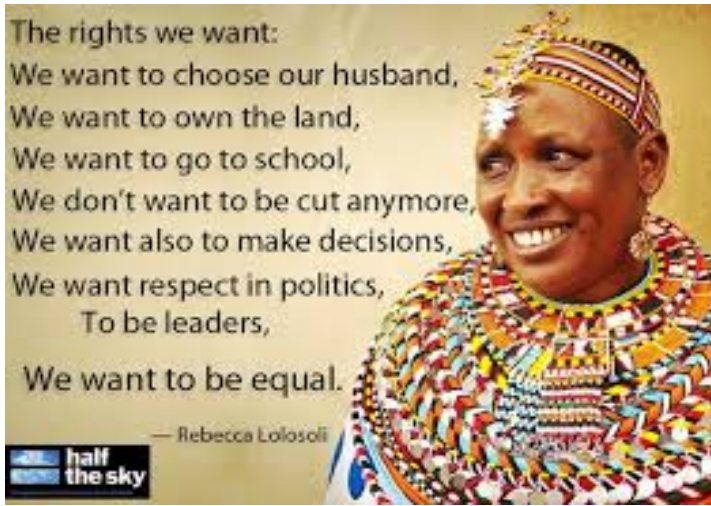 The rights we want:
We want to choose our husband,
We want to own the land,
We want to go to school,
We don't want to be cut anymore,
We want also to make decisions,
We want respect in politics,
To be leaders,
We want to be equal.
— Rebecca Lolosoli
half
the sky